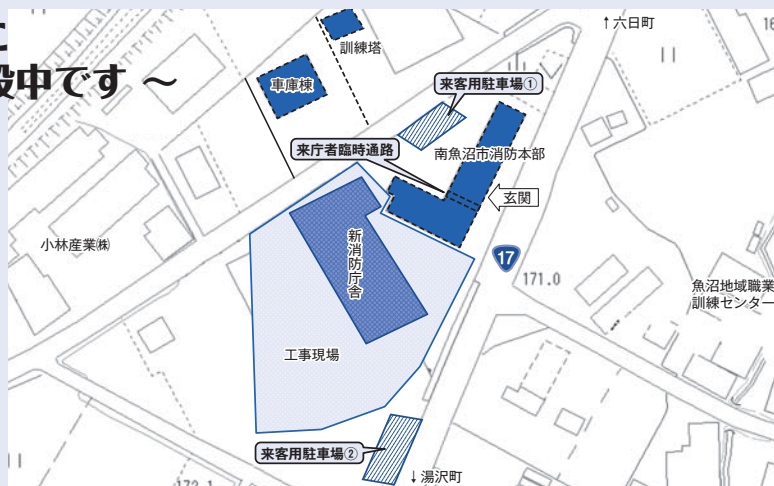 設中です ～
↑六日町
訓練塔
車庫棟
来客用駐車場①
来庁者臨時通路
南魚沼市消防本部
玄関
小林産業㈱
新消防庁舎
17
171.0
魚沼地域職業
訓練センター
工事現場
来客用駐車場②
↓湯沢町